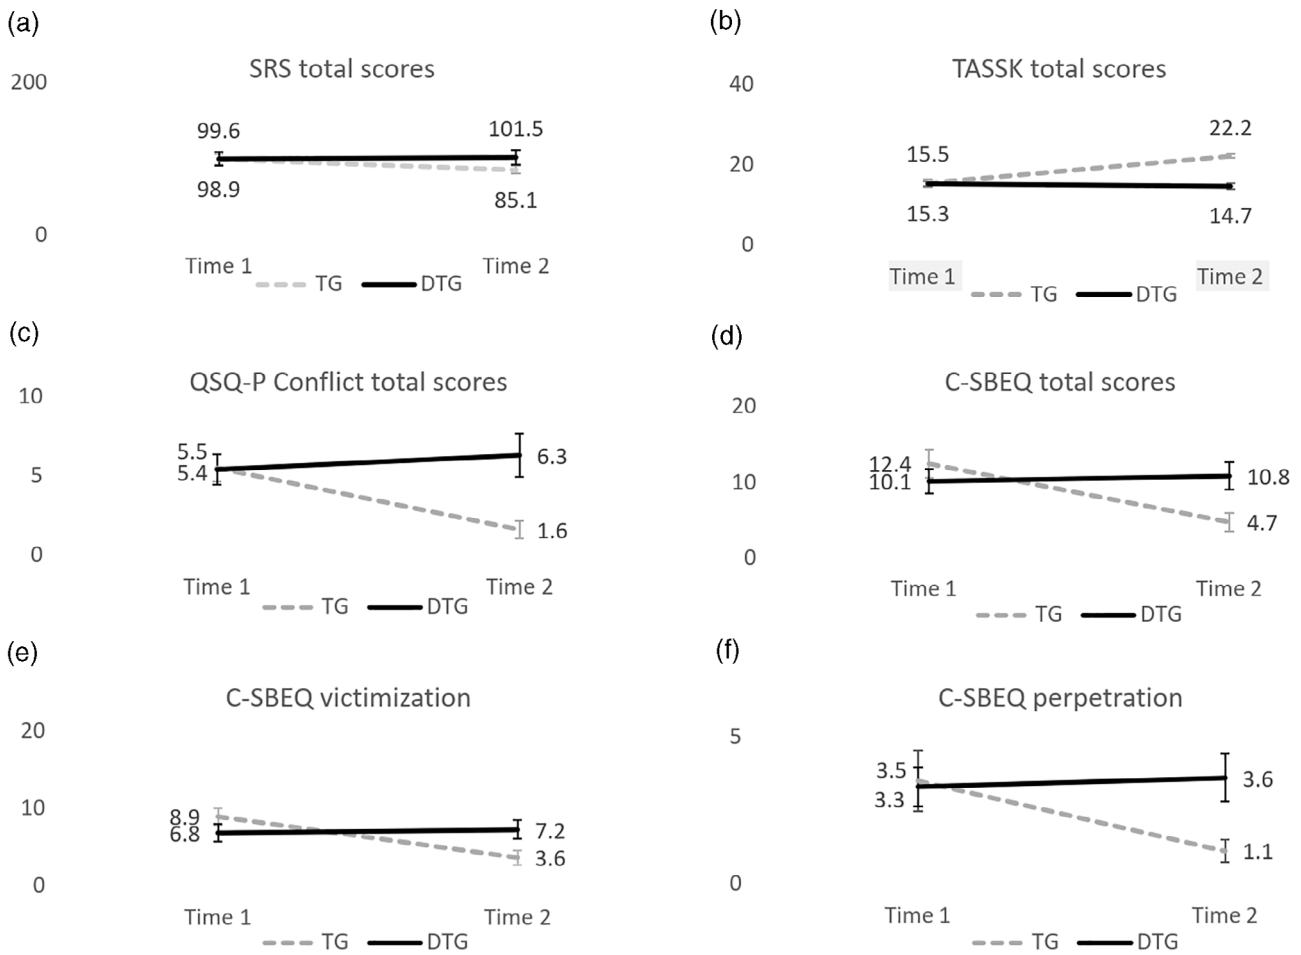 (a)
SRS total scores
200
99.6
101.5
98.9
85.1
0
Time 1
Time 2
TG
DTG
(b)
TASSK total scores
40
22.2
15.5
20
15.3
14.7
0
Time 1
Time 2
TG
DTG
(c)
QSQ-P Conflict total scores
10
5.5
5.4
6.3
5
1.6
0
Time 1
Time 2
TG
DTG
(d)
C-SBEQ total scores
20
12.4
10.1
10.8
10
4.7
0
Time 1
Time 2
TG
DTG
(e)
C-SBEQ victimization
20
10
8.9
6.8
7.2
3.6
0
Time 1
Time 2
TG
DTG
(f)
C-SBEQ perpetration
5
3.5
3.3
3.6
1.1
0
Time 1
Time 2
TG
DTG